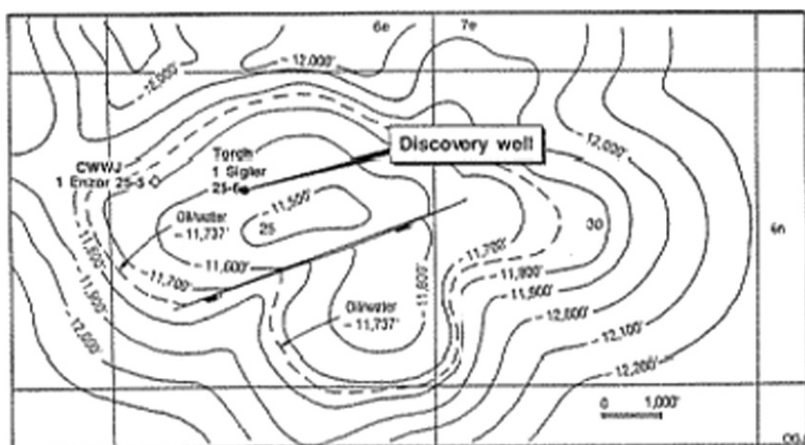 6e
7e
- 12,000'
- 12,000'
- 12,000'
Discovery well
Torch
1 Sigler
25-6
CWWJ
1 Enzor 25-3
Oil/water
- 11,737'
- 11,500'
25
30
6n
- 11,600'
- 11,700'
- 11,700'
- 11,600'
- 11,800'
- 11,900'
- 11,900'
- 12,000'
- 12,000'
- 12,100'
- 12,200'
Oil/water
- 11,737'
0 1,000'